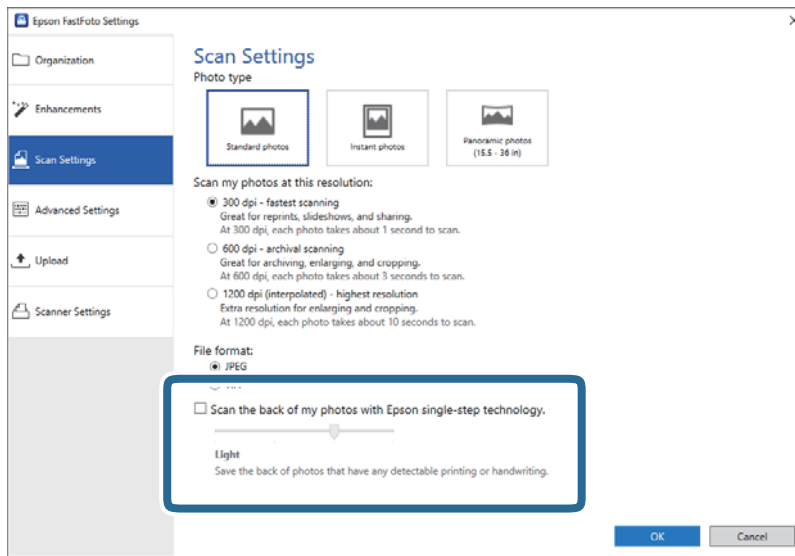 Epson FastFoto Settings
Organization
Enhancements
Scan Settings
Advanced Settings
Upload
Scanner Settings
Scan Settings
Photo type
Standard photos
Instant photos
Panoramic photos
(15.5 - 36 in)
Scan my photos at this resolution:
300 dpi - fastest scanning
Great for reprints, slideshows, and sharing.
At 300 dpi, each photo takes about 1 second to scan.
600 dpi - archival scanning
Great for archiving, enlarging, and cropping.
At 600 dpi, each photo takes about 3 seconds to scan.
1200 dpi (interpolated) - highest resolution
Extra resolution for enlarging and cropping.
At 1200 dpi, each photo takes about 10 seconds to scan.
File format:
JPEG
Scan the back of my photos with Epson single-step technology.
Light
Save the back of photos that have any detectable printing or handwriting.
OK
Cancel